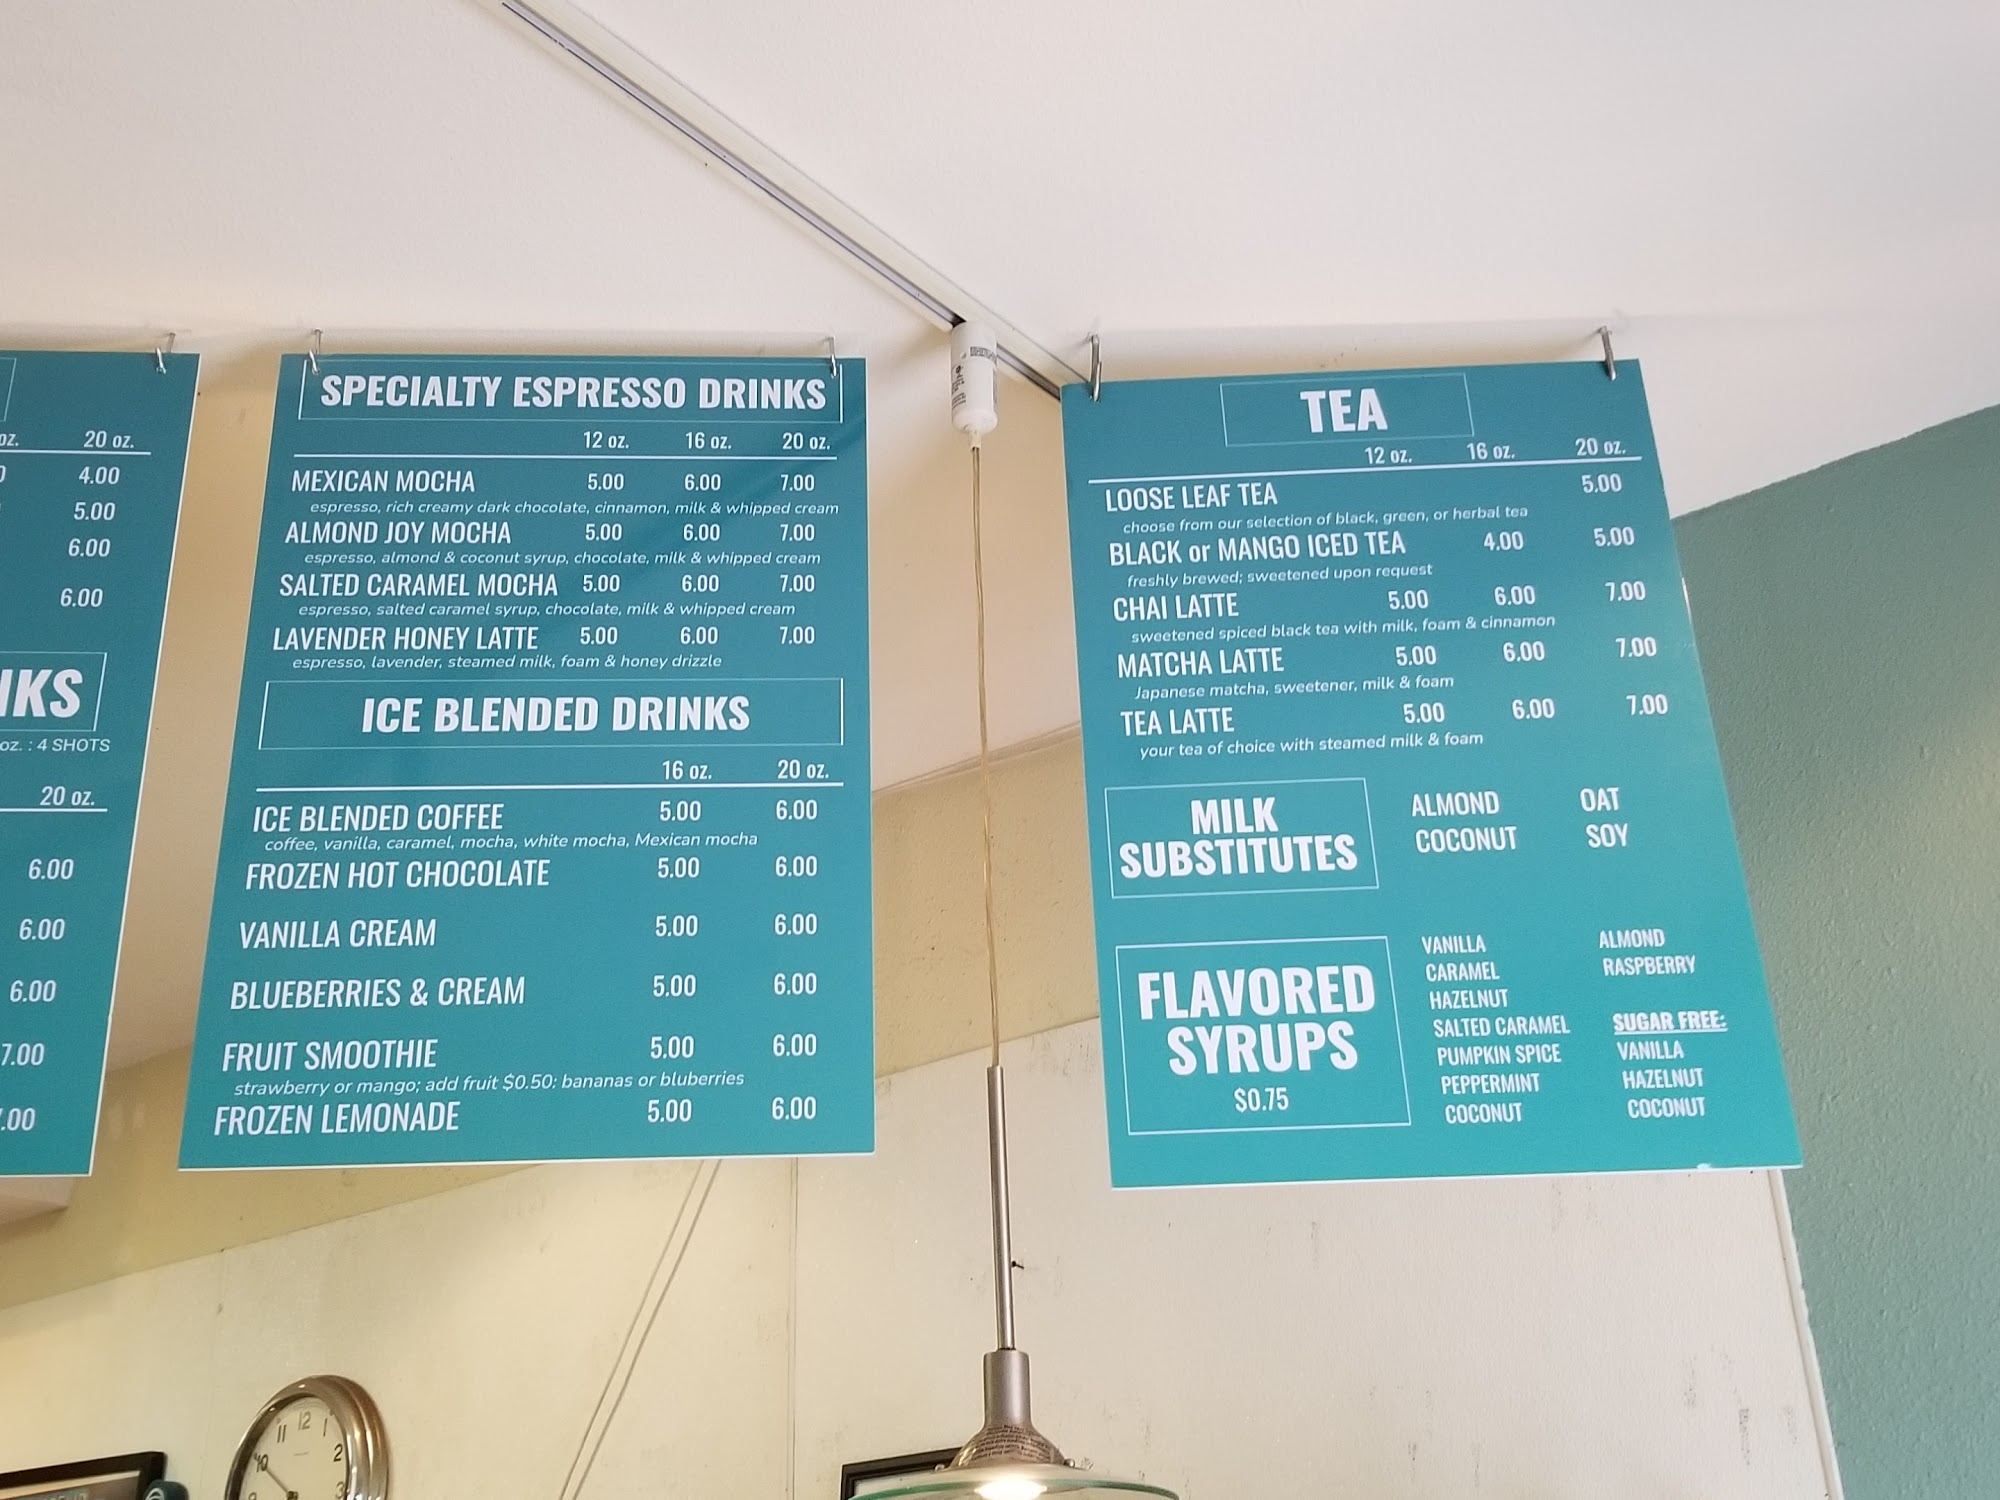 20 oz.
4.00
5.00
6.00
6.00
oz. : 4 SHOTS
20 oz.
6.00
6.00
6.00
7.00
.00
SPECIALTY ESPRESSO DRINKS
12 oz. 16 oz. 20 oz.
MEXICAN MOCHA 5.00 6.00 7.00
espresso, rich creamy dark chocolate, cinnamon, milk & whipped cream
ALMOND JOY MOCHA 5.00 6.00 7.00
espresso, almond & coconut syrup, chocolate, milk & whipped cream
SALTED CARAMEL MOCHA 5.00 6.00 7.00
espresso, salted caramel syrup, chocolate, milk & whipped cream
LAVENDER HONEY LATTE 5.00 6.00 7.00
espresso, lavender, steamed milk, foam & honey drizzle
ICE BLENDED DRINKS
16 oz. 20 oz.
ICE BLENDED COFFEE 5.00 6.00
coffee, vanilla, caramel, mocha, white mocha, Mexican mocha
FROZEN HOT CHOCOLATE 5.00 6.00
VANILLA CREAM 5.00 6.00
BLUEBERRIES & CREAM 5.00 6.00
FRUIT SMOOTHIE 5.00 6.00
strawberry or mango; add fruit $0.50: bananas or bluberries
FROZEN LEMONADE 5.00 6.00
TEA
12 oz. 16 oz. 20 oz.
LOOSE LEAF TEA 5.00
choose from our selection of black, green, or herbal tea
BLACK or MANGO ICED TEA 4.00 5.00
freshly brewed; sweetened upon request
CHAI LATTE 5.00 6.00 7.00
sweetened spiced black tea with milk, foam & cinnamon
MATCHA LATTE 5.00 6.00 7.00
Japanese matcha, sweetener, milk & foam
TEA LATTE 5.00 6.00 7.00
your tea of choice with steamed milk & foam
MILK
SUBSTITUTES
ALMOND OAT
COCONUT SOY
FLAVORED
SYRUPS
$0.75
VANILLA
CARAMEL
HAZELNUT
SALTED CARAMEL
PUMPKIN SPICE
PEPPERMINT
COCONUT
ALMOND
RASPBERRY
SUGAR FREE:
VANILLA
HAZELNUT
COCONUT
10 11 12 1 2 3